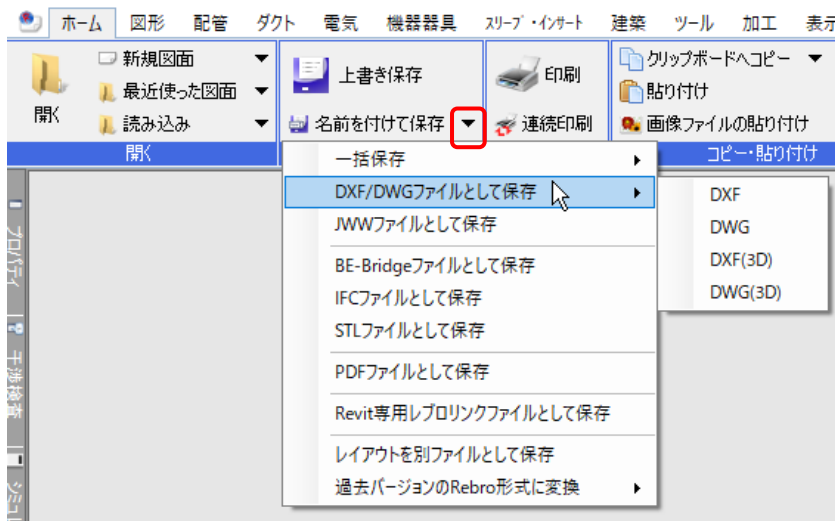 ホーム 図形 配管 ダクト 電気 機器器具 スリーブ・インサート 建築 ツール 加工 表示
開く
新規図面
最近使った図面
読み込み
開く
上書き保存
名前を付けて保存
印刷
連続印刷
クリップボードへコピー
貼り付け
画像ファイルの貼り付け
コピー・貼り付け
一括保存
DXF/DWGファイルとして保存
JWWファイルとして保存
BE-Bridgeファイルとして保存
IFCファイルとして保存
STLファイルとして保存
PDFファイルとして保存
Revit専用レブロリンクファイルとして保存
レイアウトを別ファイルとして保存
過去バージョンのRebro形式に変換
DXF
DWG
DXF(3D)
DWG(3D)
プロパティ
干渉検査